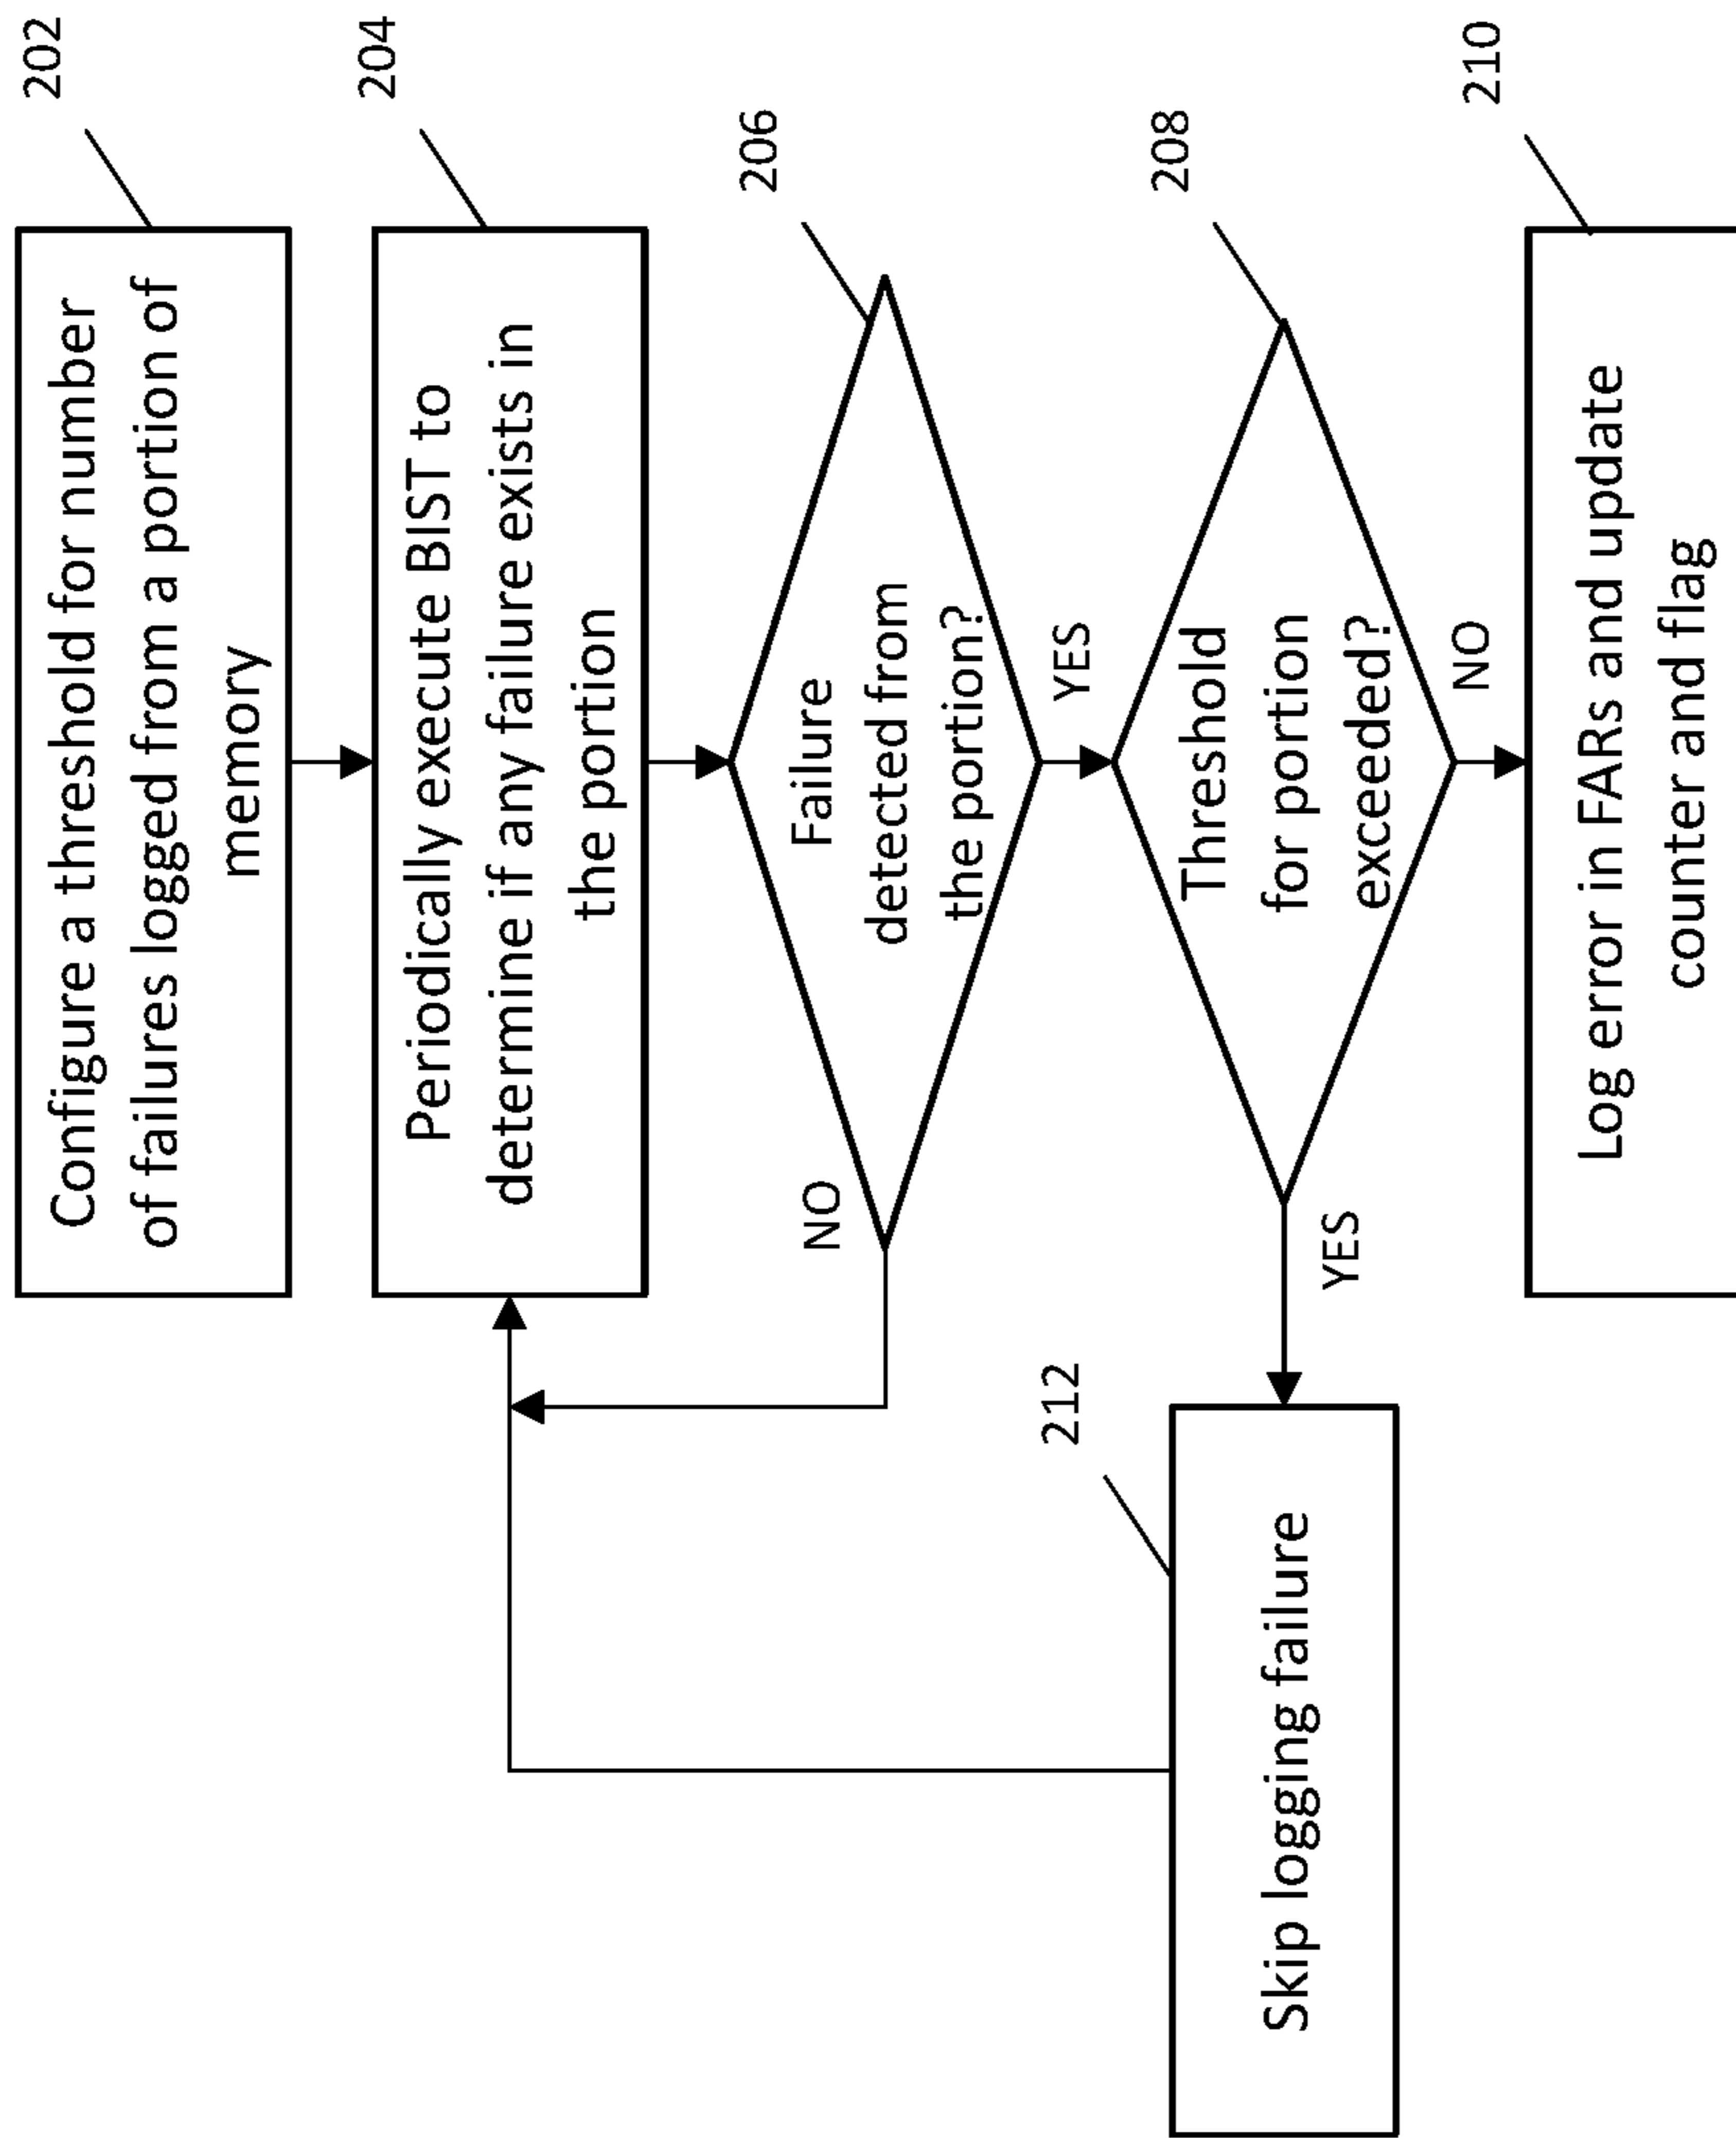 202
Configure a threshold for number
of failures logged from a portion of
memory
204
Periodically execute BIST to
determine if any failure exists in
the portion
206
Failure
detected from
the portion?
NO
YES
208
Threshold
for portion
exceeded?
YES
NO
212
Skip logging failure
210
Log error in FARs and update
counter and flag